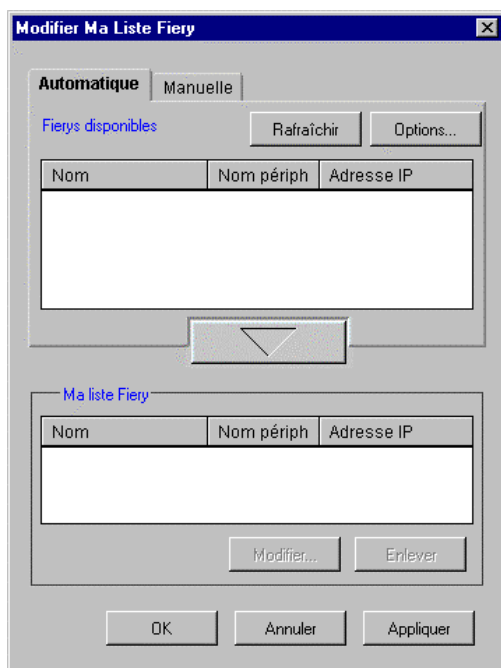 Modifier Ma Liste Fiery
Automatique Manuelle
Fierys disponibles Rafraîchir Options...
Nom Nom périph Adresse IP
Ma liste Fiery
Nom Nom périph Adresse IP
Modifier... Enlever
OK Annuler Appliquer